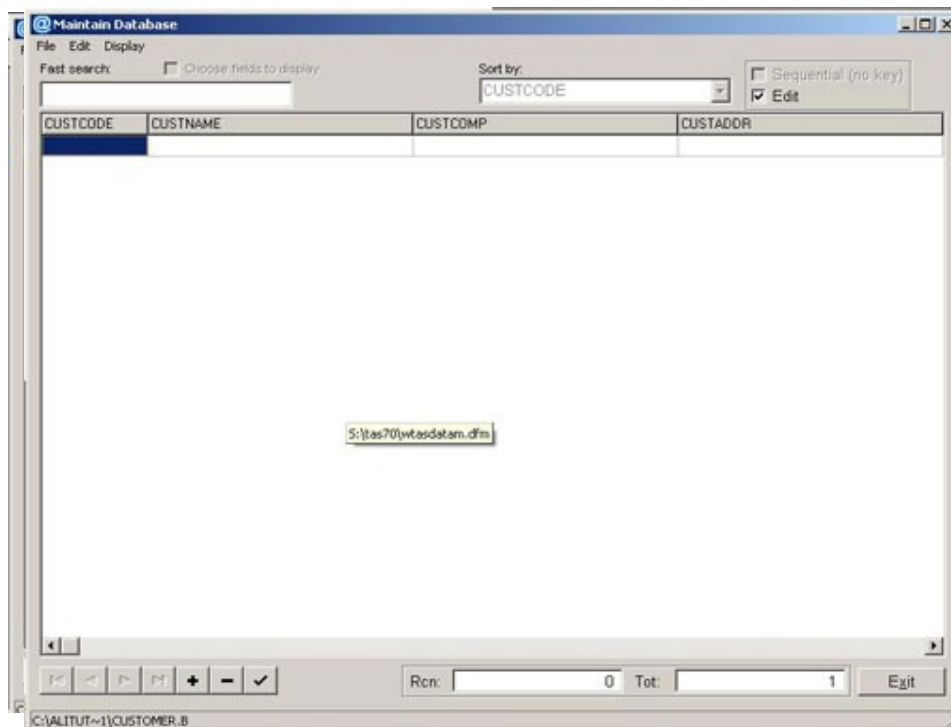 @ Maintain Database
File Edit Display
Fast search:
Choose fields to display
Sort by:
CUSTCODE
Sequential (no key)
Edit
CUSTCODE CUSTNAME CUSTCOMP CUSTADDR
S:\tas70\wtasdatam.dfm
Rcn: 0 Tot: 1 Exit
C:\ALITUT~1\CUSTOMER.B